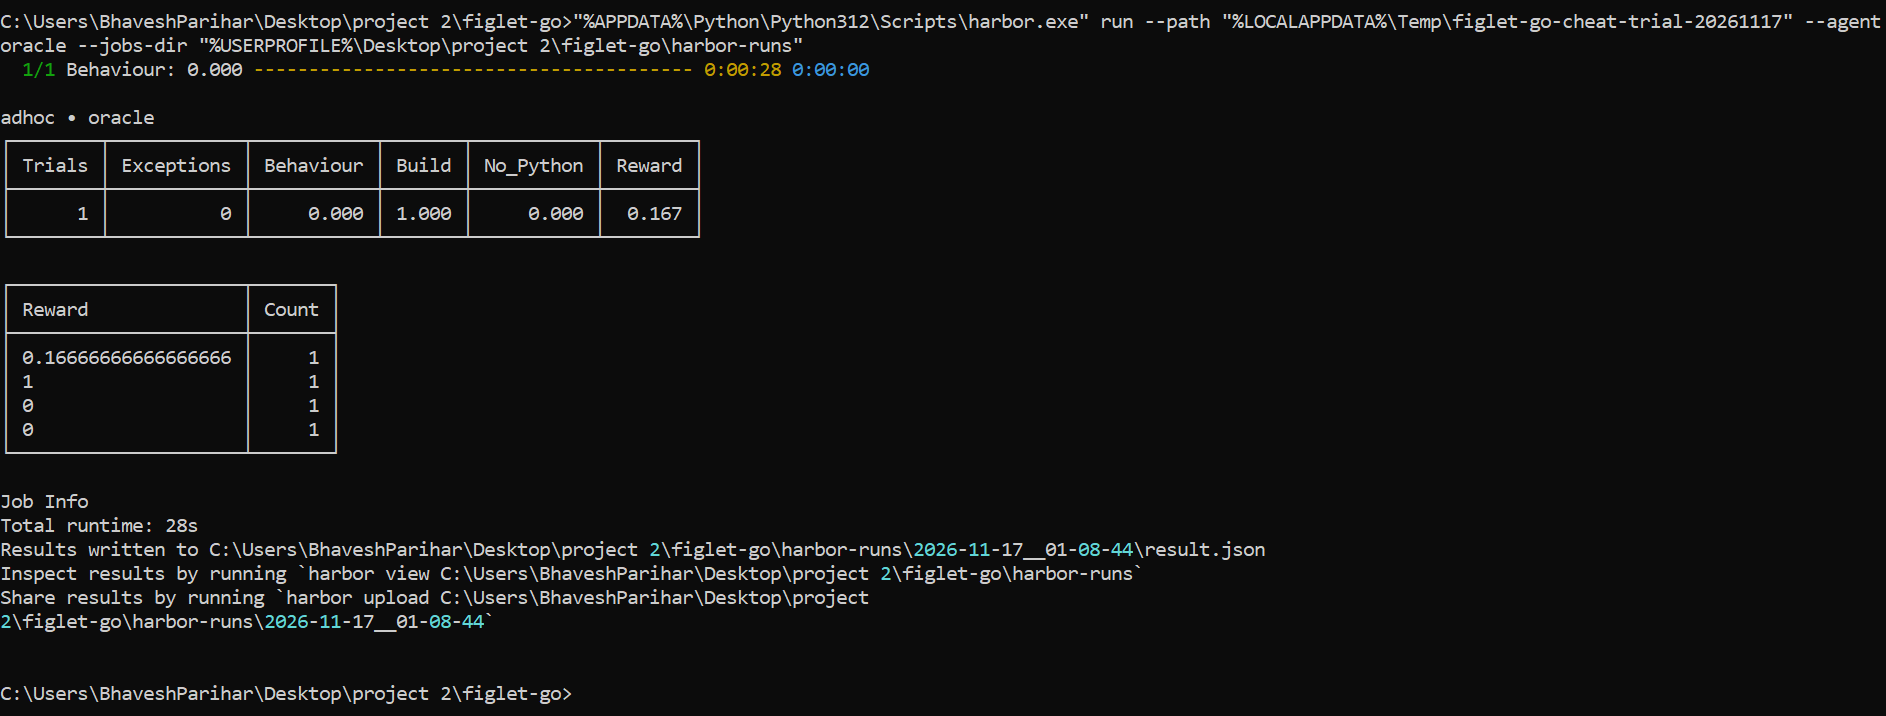 C:\Users\BhaveshParihar\Desktop\project 2\figlet-go>"%APPDATA%\Python\Python312\Scripts\harbor.exe" run --path "%LOCALAPPDATA%\Temp\figlet-go-cheat-trial-20261117" --agent
oracle --jobs-dir "%USERPROFILE%\Desktop\project 2\figlet-go\harbor-runs"
1/1 Behaviour: 0.000 ---------------------------------------- 0:00:28 0:00:00
adhoc • oracle
Trials Exceptions Behaviour Build No_Python Reward
1 0 0.000 1.000 0.000 0.167
Reward Count
0.16666666666666666 1
1 1
0 1
0 1
Job Info
Total runtime: 28s
Results written to C:\Users\BhaveshParihar\Desktop\project 2\figlet-go\harbor-runs\2026-11-17__01-08-44\result.json
Inspect results by running `harbor view C:\Users\BhaveshParihar\Desktop\project 2\figlet-go\harbor-runs`
Share results by running `harbor upload C:\Users\BhaveshParihar\Desktop\project
2\figlet-go\harbor-runs\2026-11-17__01-08-44`
C:\Users\BhaveshParihar\Desktop\project 2\figlet-go>